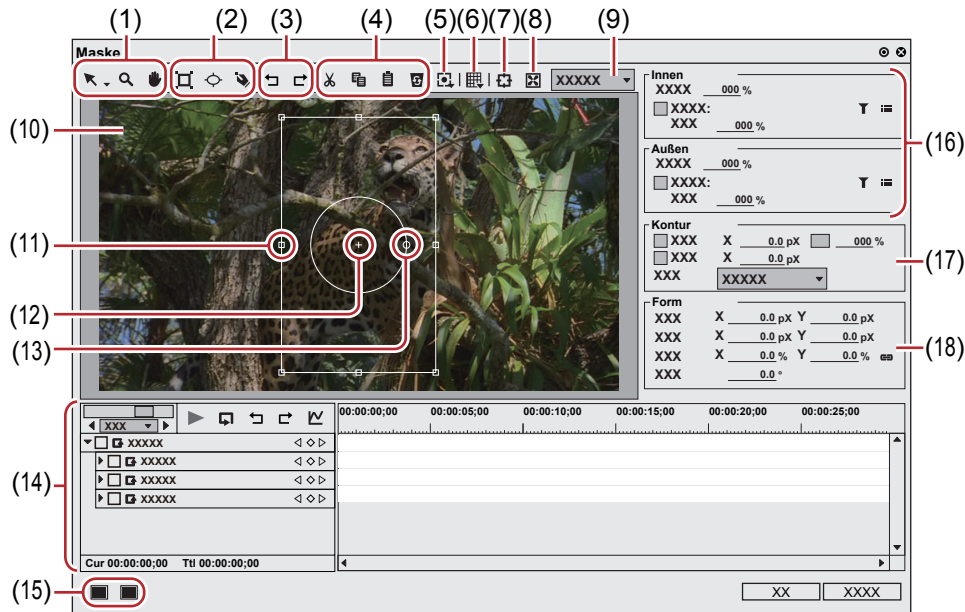 (1) (2) (3) (4) (5) (6) (7) (8) (9)
Maske
XXXXX
(10)
(11)
(12)
(13)
Innen
XXXX 000 %
XXXX:
XXX 000 %
Außen
XXXX 000 %
XXXX:
XXX 000 %
(16)
Kontur
XXX X 0.0 pX 000 %
XXX X 0.0 pX
XXX XXXXX
(17)
Form
XXX X 0.0 pX Y 0.0 pX
XXX X 0.0 pX Y 0.0 pX
XXX X 0.0 % Y 0.0 %
XXX 0.0 °
(18)
(14)
XXX
00:00:00;00 00:00:05;00 00:00:10;00 00:00:15;00 00:00:20;00 00:00:25;00
XXXXX
XXXXX
XXXXX
XXXXX
Cur 00:00:00;00 Ttl 00:00:00;00
(15)
XX XXXX